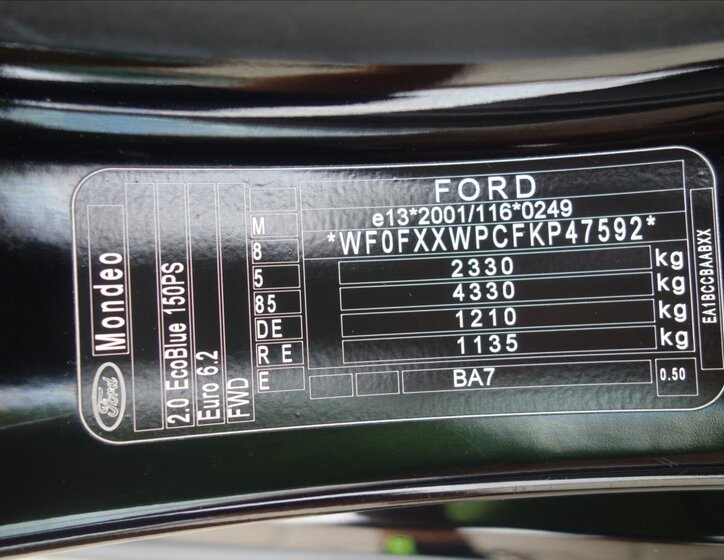 FORD
e13*2001/116*0249
*WF0FXXWPCFKP47592*
2330 kg
4330 kg
1210 kg
1135 kg
BA7
0.50
M
8
5
85
DE
R E
E
Ford
Mondeo
2.0 EcoBlue 150PS
Euro 6.2
FWD
EA1BCCBAABXX